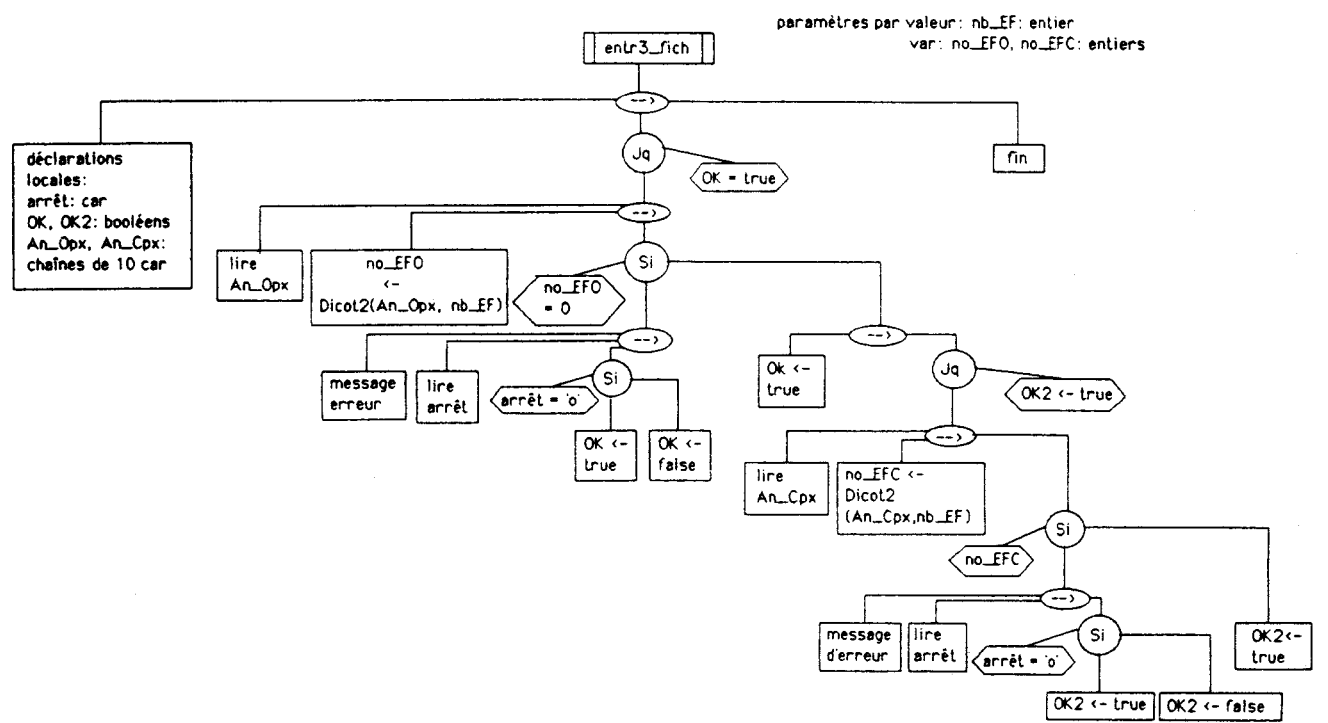 paramètres par valeur: nb_EF: entier
var: no_EFO, no_EFC: entiers
entr3_fich
-->
Jq
OK = true
fin
déclarations
locales:
arrêt: car
OK, OK2: booléens
An_Opx, An_Cpx:
chaînes de 10 car
-->
lire
An_Opx
no_EFO
<-
Dicot2(An_Opx, nb_EF)
Si
no_EFO
= 0
-->
message
erreur
lire
arrêt
Si
arrêt = 'o'
OK <-
true
OK <-
false
-->
Ok <-
true
Jq
OK2 <- true
-->
lire
An_Cpx
no_EFC <-
Dicot2
(An_Cpx,nb_EF)
Si
no_EFC
-->
message
d'erreur
lire
arrêt
Si
arrêt = 'o'
OK2 <- true
OK2 <- false
OK2<-
true